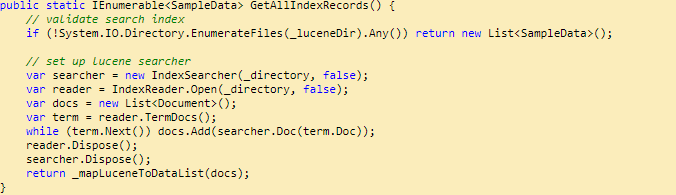 public static IEnumerable<SampleData> GetAllIndexRecords() {
    // validate search index
    if (!System.IO.Directory.EnumerateFiles(_luceneDir).Any()) return new List<SampleData>();

    // set up lucene searcher
    var searcher = new IndexSearcher(_directory, false);
    var reader = IndexReader.Open(_directory, false);
    var docs = new List<Document>();
    var term = reader.TermDocs();
    while (term.Next()) docs.Add(searcher.Doc(term.Doc));
    reader.Dispose();
    searcher.Dispose();
    return _mapLuceneToDataList(docs);
}